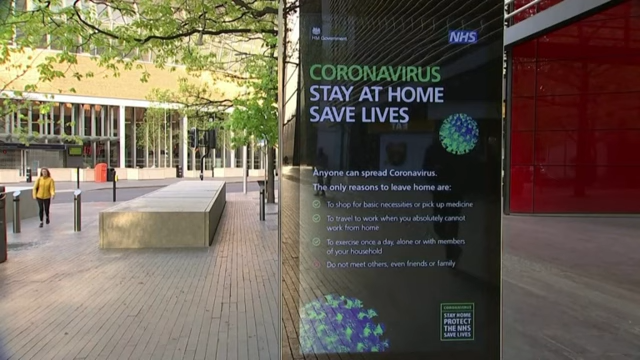 HM Government
NHS
CORONAVIRUS
STAY AT HOME
SAVE LIVES
Anyone can spread Coronavirus.
The only reasons to leave home are:
To shop for basic necessities or pick up medicine
To travel to work when you absolutely cannot
work from home
To exercise once a day, alone or with members
of your household
Do not meet others, even friends or family
CORONAVIRUS
STAY HOME
PROTECT
THE NHS
SAVE LIVES